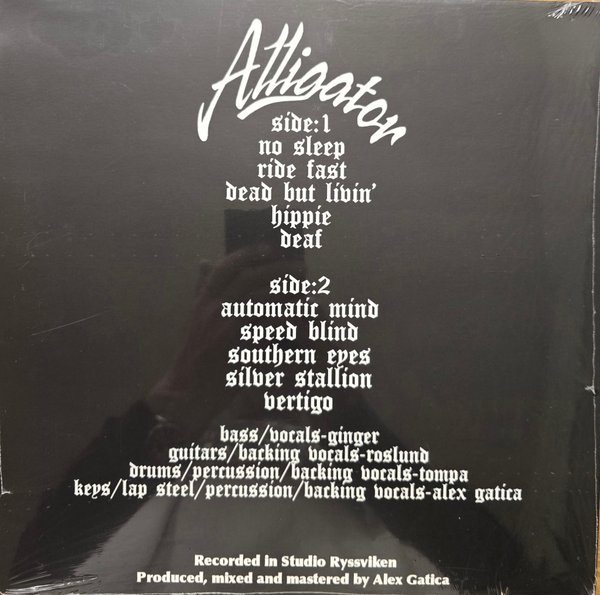 Alligator
side:1
no sleep
ride fast
dead but livin'
hippie
deaf
side:2
automatic mind
speed blind
southern eyes
silver stallion
vertigo
bass/vocals-ginger
guitars/backing vocals-roslund
drums/percussion/backing vocals-tompa
keys/lap steel/percussion/backing vocals-alex gatica
Recorded in Studio Ryssviken
Produced, mixed and mastered by Alex Gatica